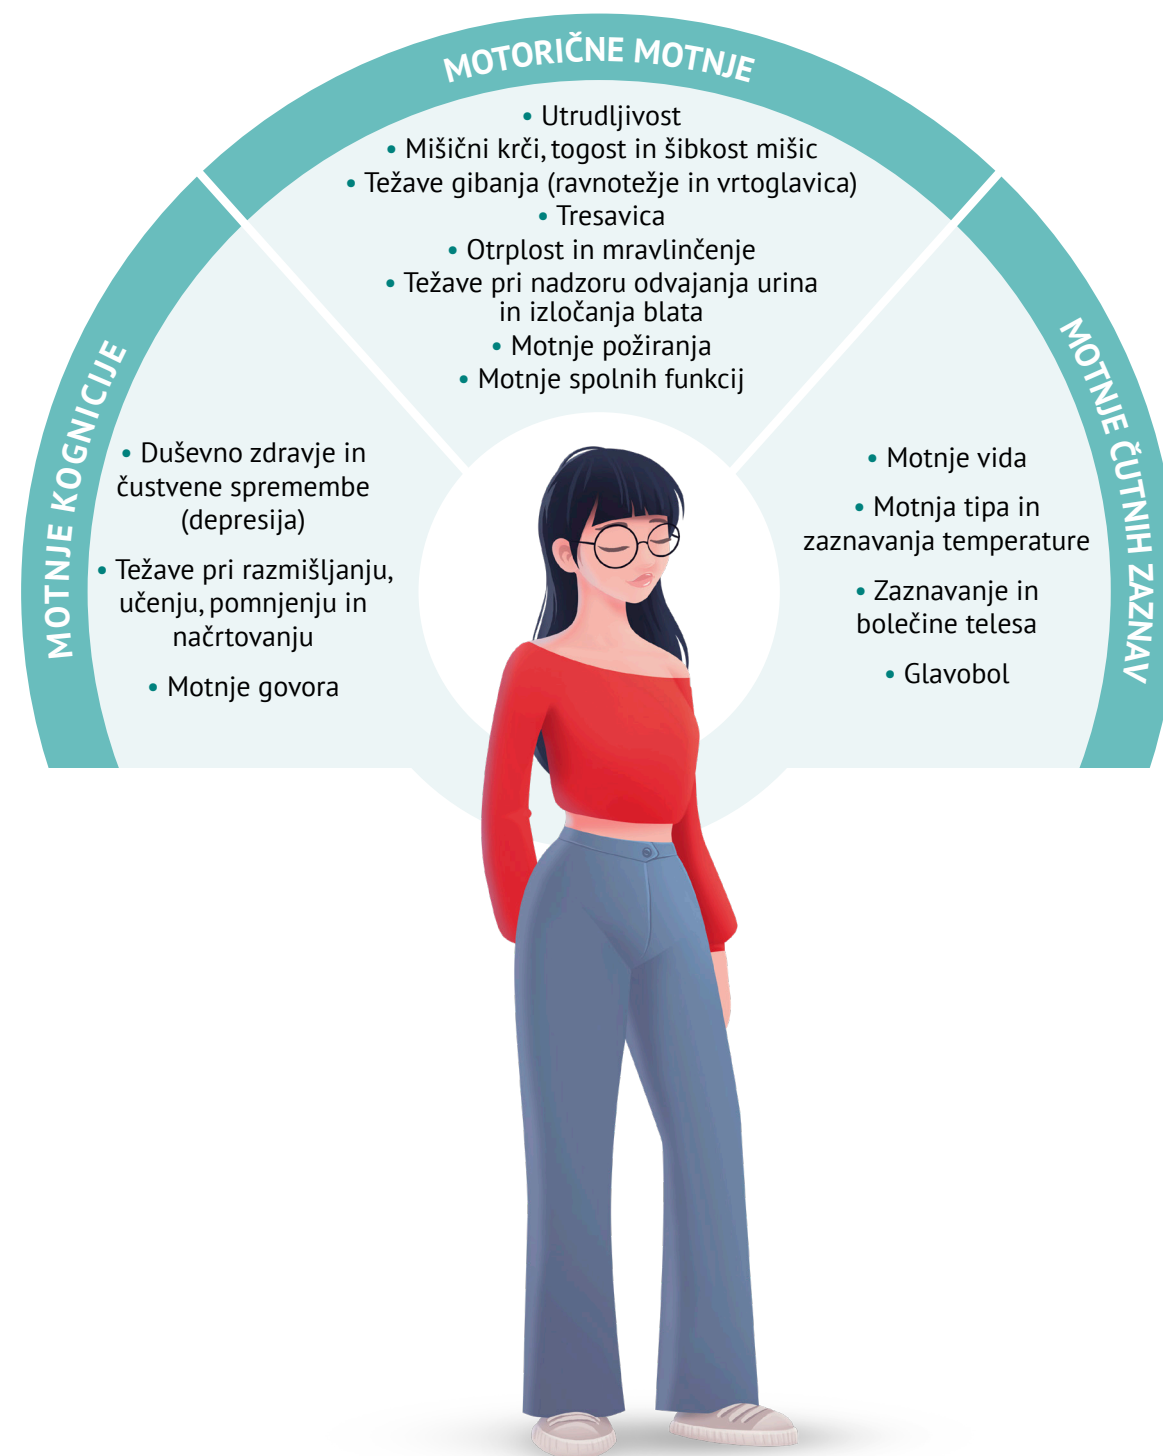 MOTORIČNE MOTNJE
• Utrudljivost
• Mišični krči, togost in šibkost mišic
• Težave gibanja (ravnotežje in vrtoglavica)
• Tresavica
• Otrplost in mravlinčenje
• Težave pri nadzoru odvajanja urina
in izločanja blata
• Motnje požiranja
• Motnje spolnih funkcij
MOTNJE KOGNICIJE
• Duševno zdravje in
čustvene spremembe
(depresija)
• Težave pri razmišljanju,
učenju, pomnjenju in
načrtovanju
• Motnje govora
MOTNJE ČUTNIH ZAZNAV
• Motnje vida
• Motnja tipa in
zaznavanja temperature
• Zaznavanje in
bolečine telesa
• Glavobol